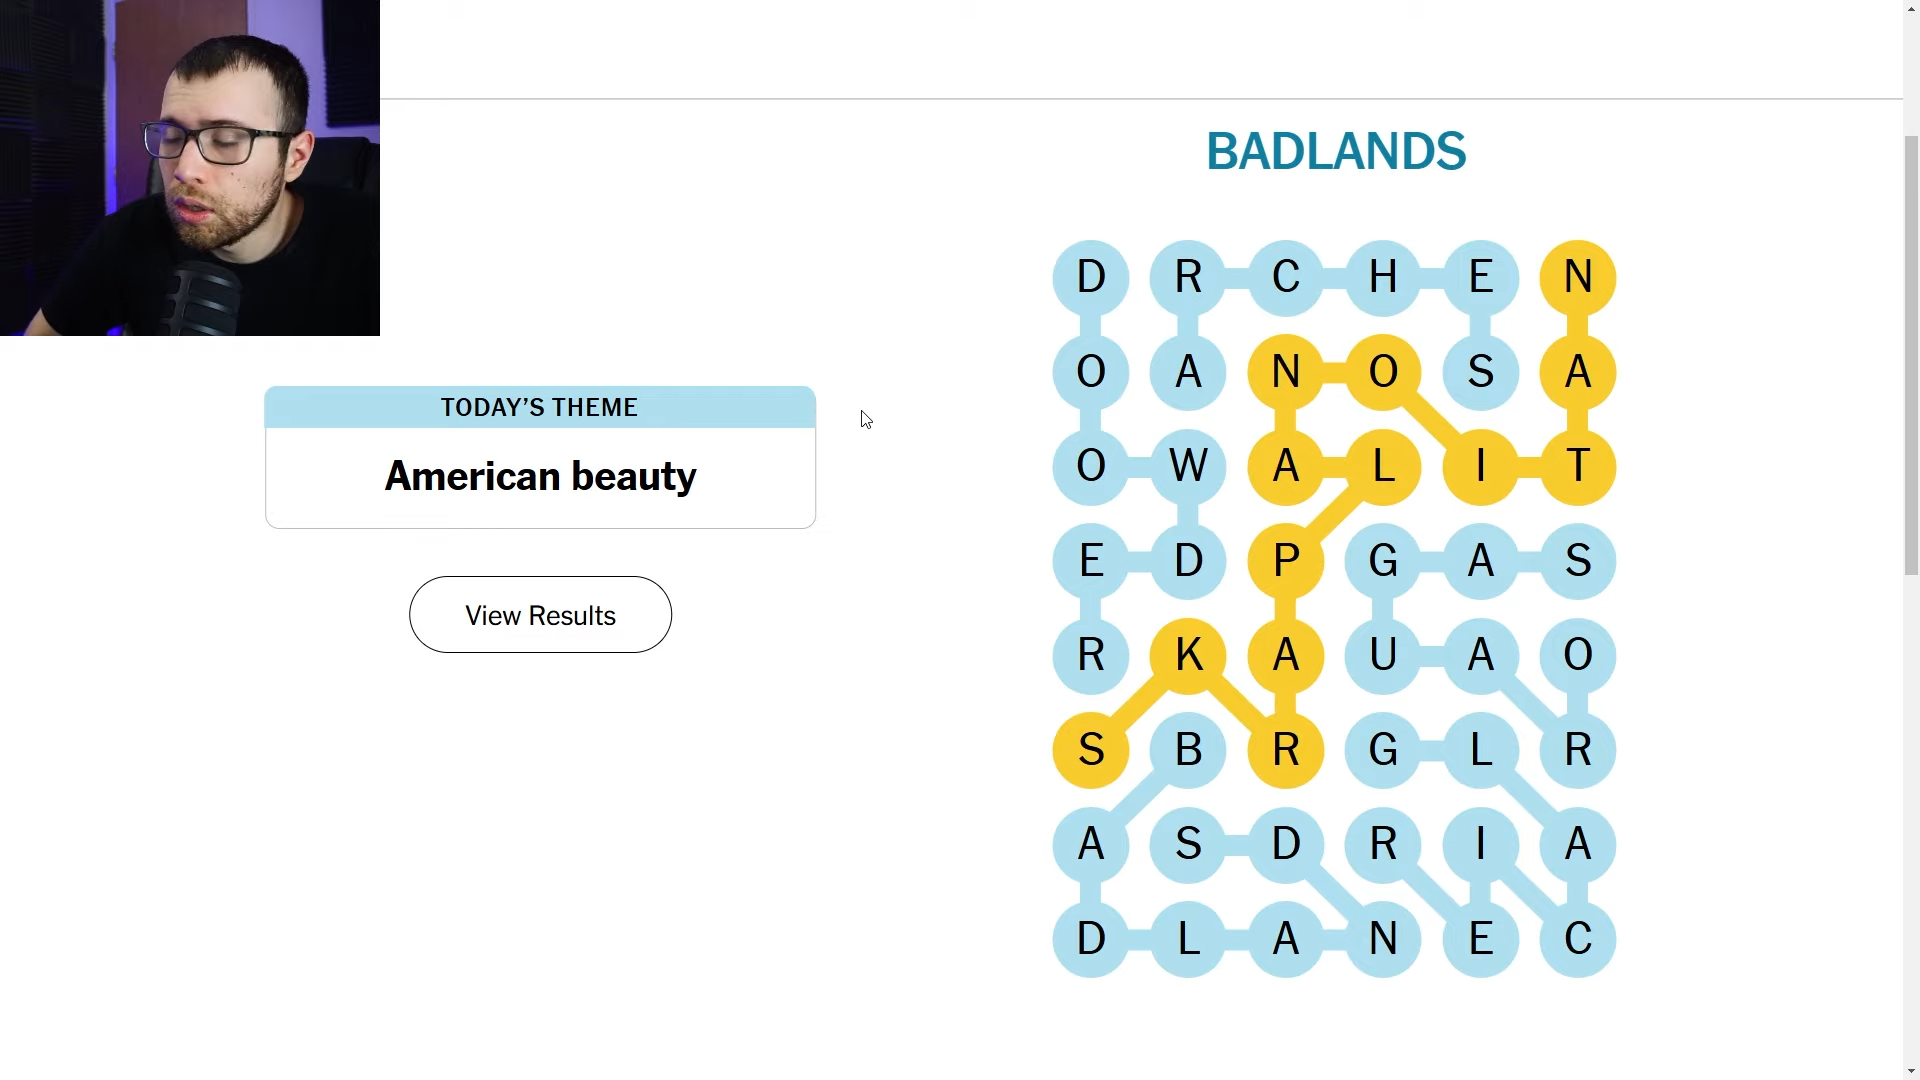 BADLANDS
TODAY'S THEME
American beauty
View Results
D R C H E N
O A N O S A
O W A L I T
E D P G A S
R K A U A O
S B R G L R
A S D R I A
D L A N E C